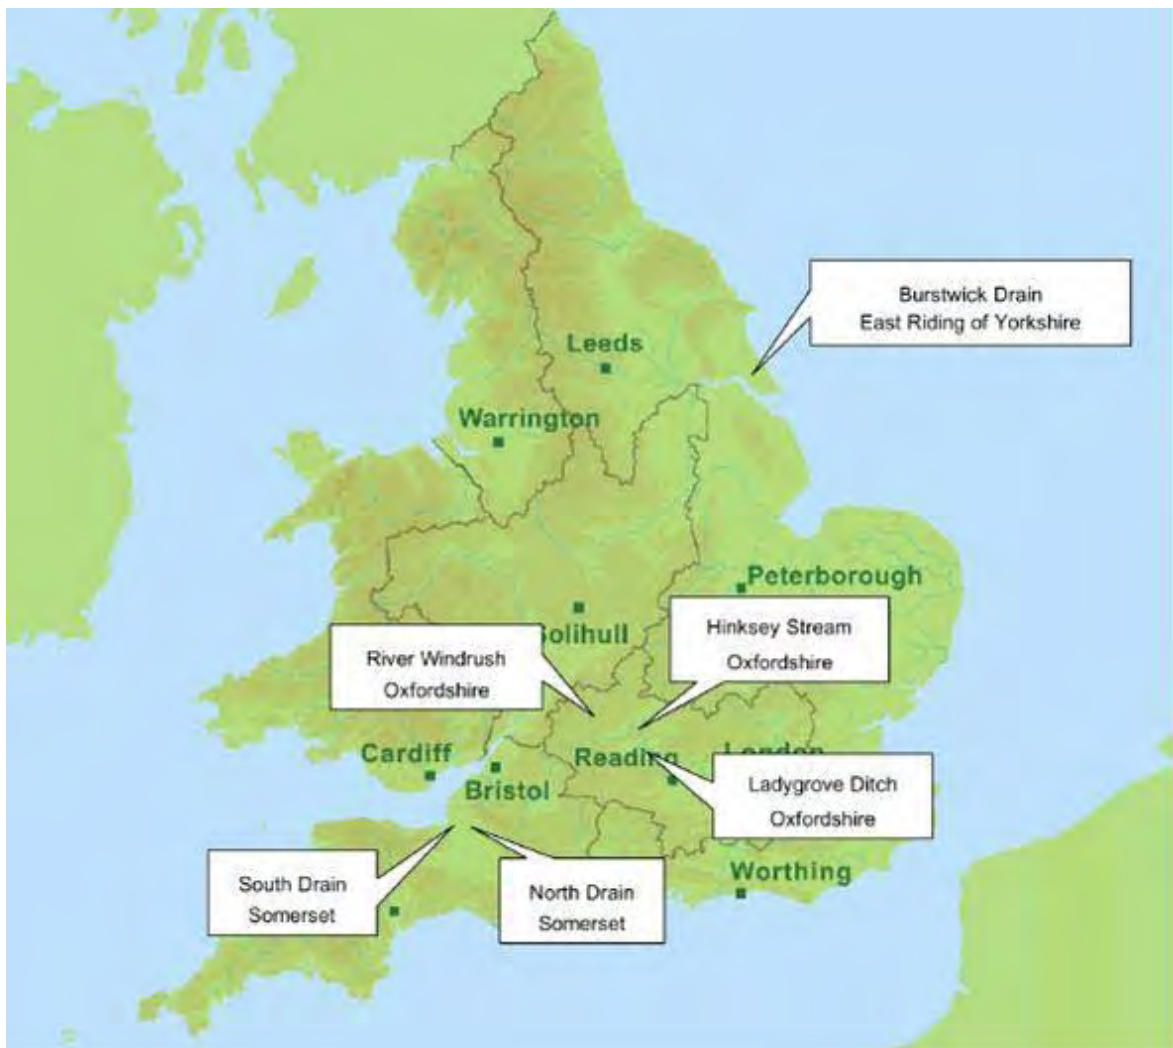 Burstwick Drain
East Riding of Yorkshire
Leeds
Warrington
Peterborough
Hinksey Stream
Oxfordshire
Solihull
River Windrush
Oxfordshire
Cardiff
Reading
London
Bristol
Ladygrove Ditch
Oxfordshire
Worthing
South Drain
Somerset
North Drain
Somerset